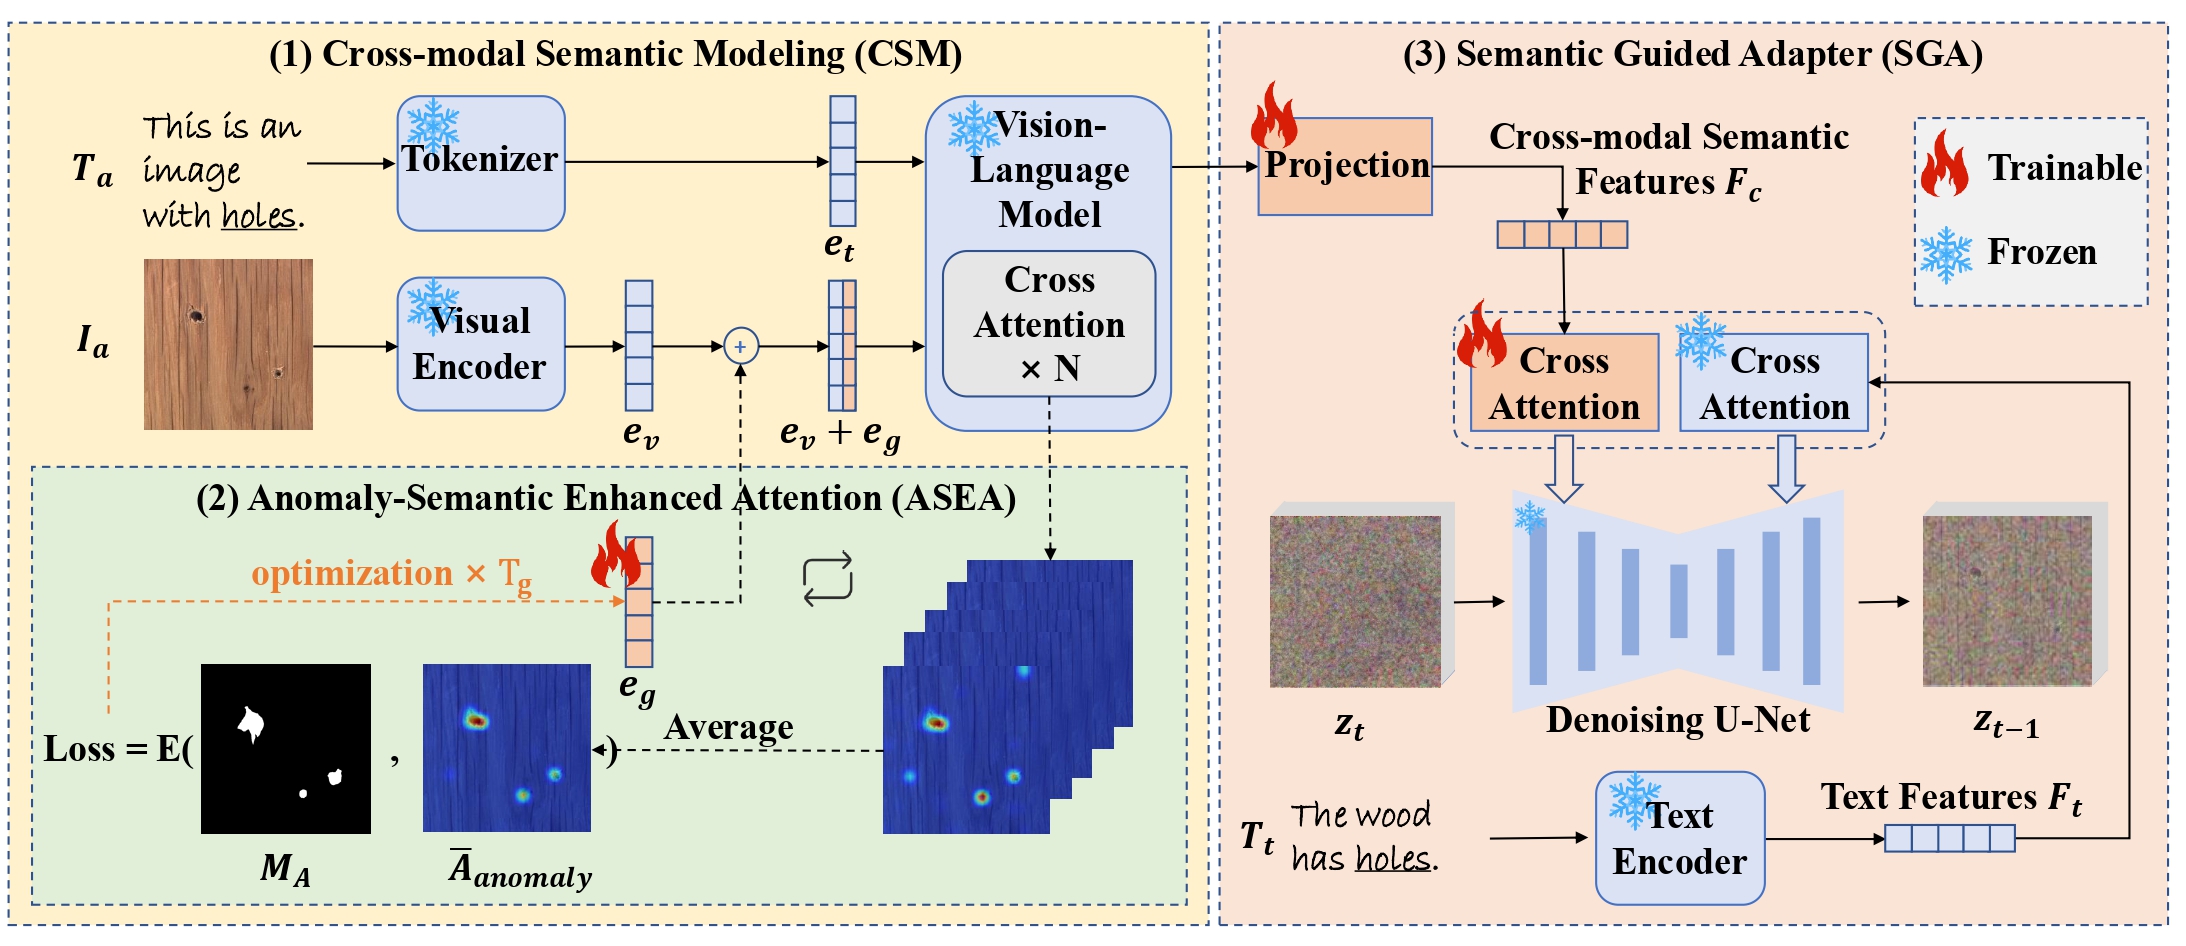 (1) Cross-modal Semantic Modeling (CSM)
T_a
This is an
image
with holes.
Tokenizer
e_t
Vision-
Language
Model
Cross
Attention
× N
I_a
Visual
Encoder
e_v
+
e_v + e_g
(2) Anomaly-Semantic Enhanced Attention (ASEA)
optimization × T_g
e_g
Average
Loss = E(
,
)
M_A
A̅_anomaly
(3) Semantic Guided Adapter (SGA)
Projection
Cross-modal Semantic
Features F_c
Trainable
Frozen
Cross
Attention
Cross
Attention
z_t
Denoising U-Net
z_{t-1}
T_t
The wood
has holes.
Text
Encoder
Text Features F_t